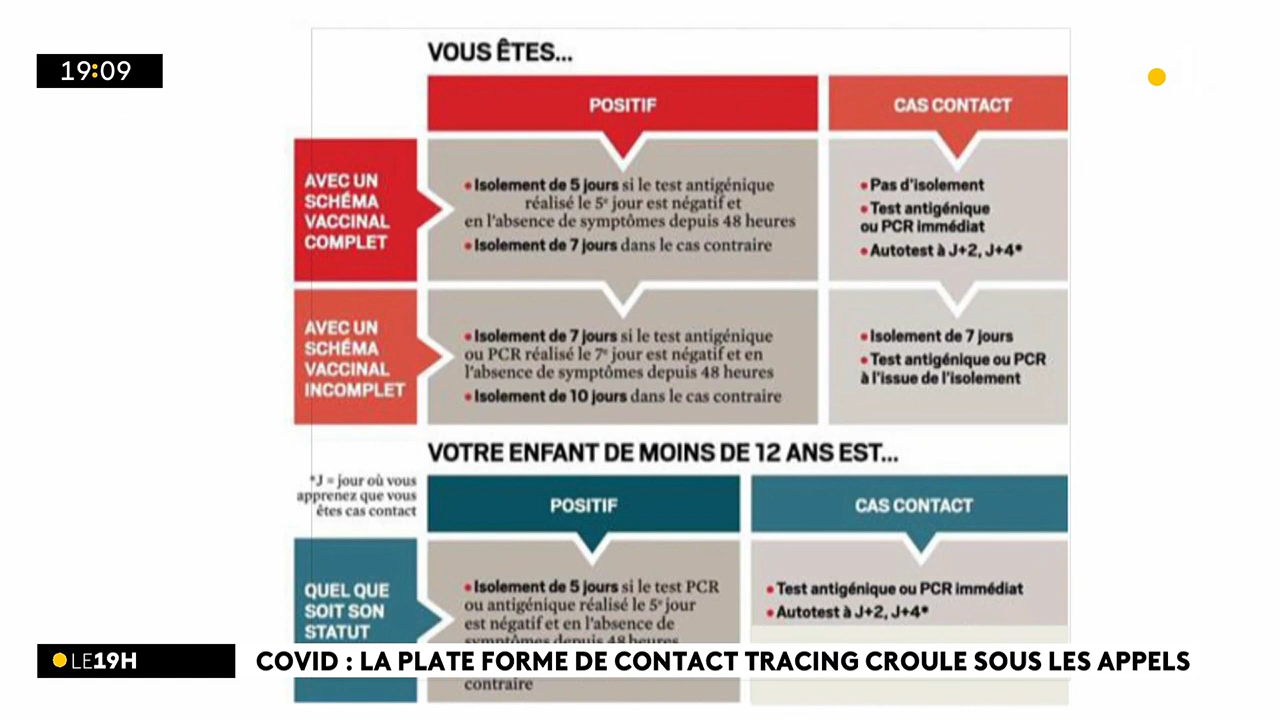 19:09
VOUS ÊTES...
POSITIF
CAS CONTACT
AVEC UN
SCHÉMA
VACCINAL
COMPLET
• Isolement de 5 jours si le test antigénique
réalisé le 5e jour est négatif et
en l'absence de symptômes depuis 48 heures
• Isolement de 7 jours dans le cas contraire
• Pas d'isolement
• Test antigénique
ou PCR immédiat
• Autotest à J+2, J+4*
AVEC UN
SCHÉMA
VACCINAL
INCOMPLET
• Isolement de 7 jours si le test antigénique
ou PCR réalisé le 7e jour est négatif et en
l'absence de symptômes depuis 48 heures
• Isolement de 10 jours dans le cas contraire
• Isolement de 7 jours
• Test antigénique ou PCR
à l'issue de l'isolement
VOTRE ENFANT DE MOINS DE 12 ANS EST...
*J = jour où vous
apprenez que vous
êtes cas contact
POSITIF
CAS CONTACT
QUEL QUE
SOIT SON
STATUT
• Isolement de 5 jours si le test PCR
ou antigénique réalisé le 5e jour
est négatif et en l'absence de
symptômes depuis 48 heures
contraire
• Test antigénique ou PCR immédiat
• Autotest à J+2, J+4*
LE19H
COVID : LA PLATE FORME DE CONTACT TRACING CROULE SOUS LES APPELS